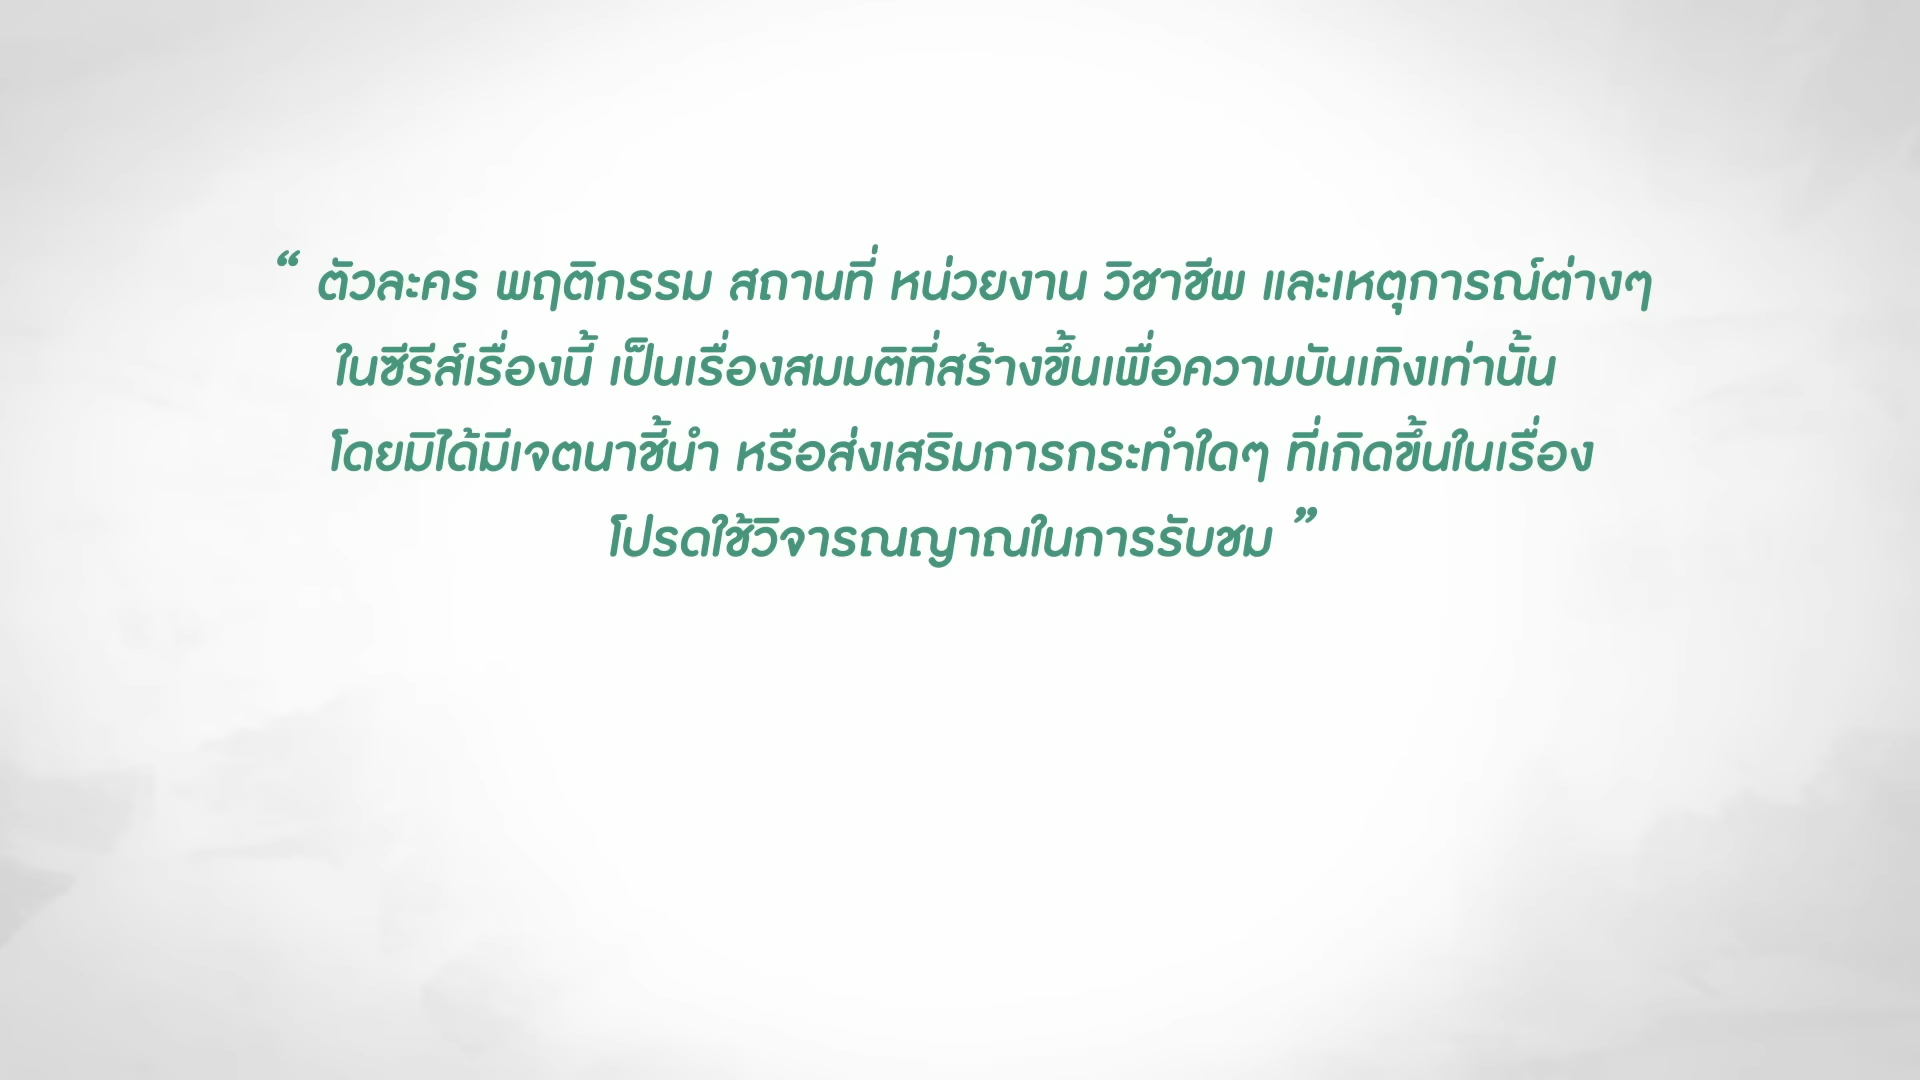 “ ตัวละคร พฤติกรรม สถานที่ หน่วยงาน วิชาชีพ และเหตุการณ์ต่างๆ
ในซีรีส์เรื่องนี้ เป็นเรื่องสมมติที่สร้างขึ้นเพื่อความบันเทิงเท่านั้น
โดยมิได้มีเจตนาชี้นำ หรือส่งเสริมการกระทำใดๆ ที่เกิดขึ้นในเรื่อง
โปรดใช้วิจารณญาณในการรับชม ”